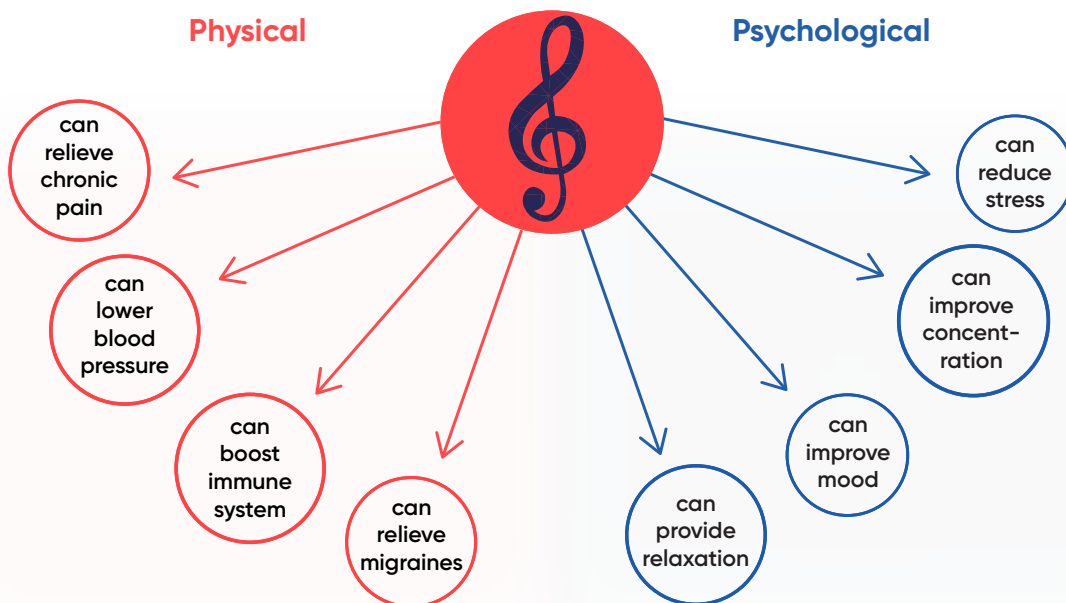 Physical
Psychological
can
relieve
chronic
pain
can
lower
blood
pressure
can
boost
immune
system
can
relieve
migraines
can
provide
relaxation
can
improve
mood
can
improve
concent-
ration
can
reduce
stress